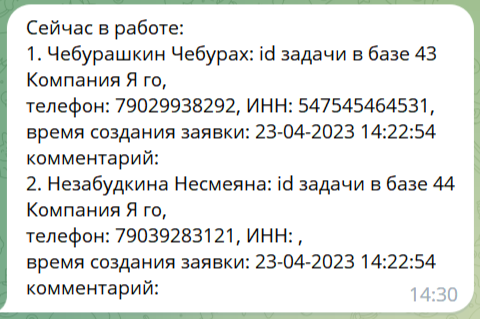 Сейчас в работе:
1. Чебурашкин Чебурах: id задачи в базе 43
Компания Я го,
телефон: 79029938292, ИНН: 547545464531,
время создания заявки: 23-04-2023 14:22:54
комментарий:
2. Незабудкина Несмеяна: id задачи в базе 44
Компания Я го,
телефон: 79039283121, ИНН: ,
время создания заявки: 23-04-2023 14:22:54
комментарий:
14:30